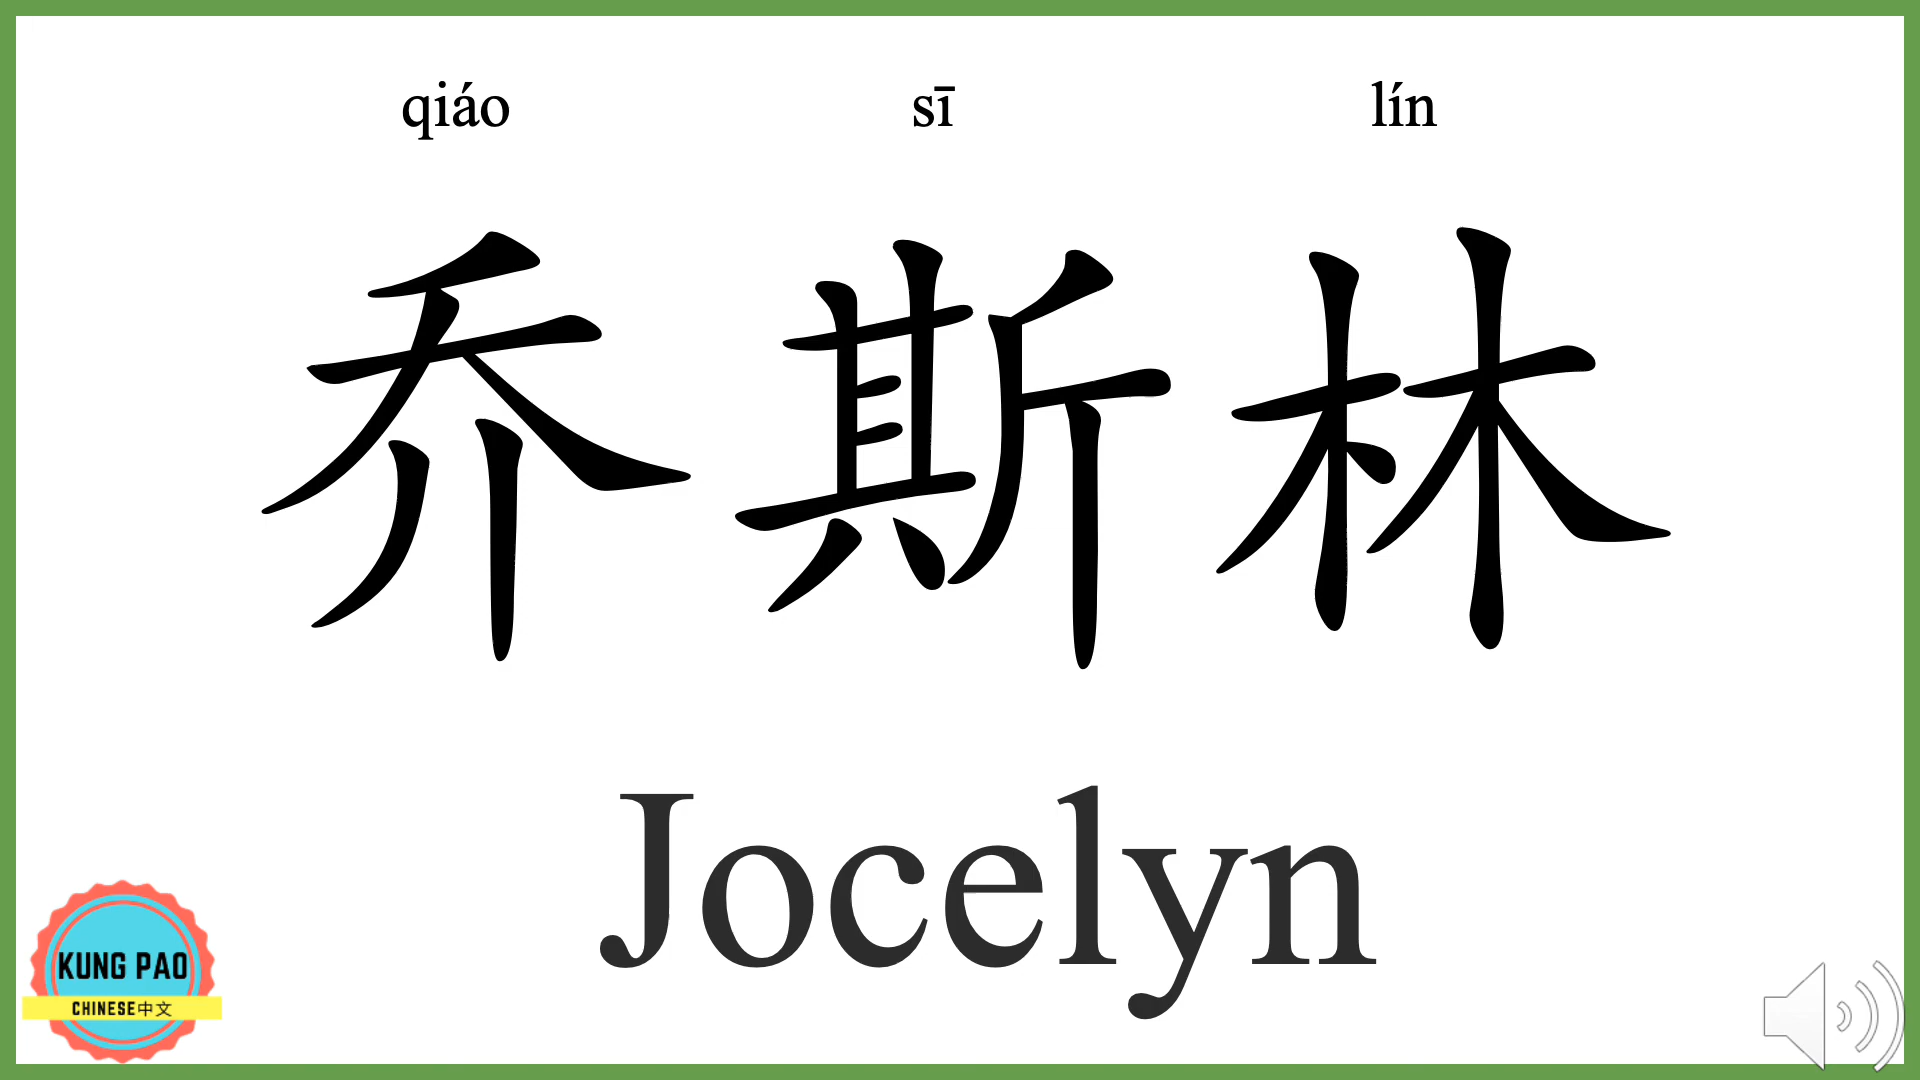 qiáo sī lín
乔斯林
Jocelyn
KUNG PAO
CHINESE中文